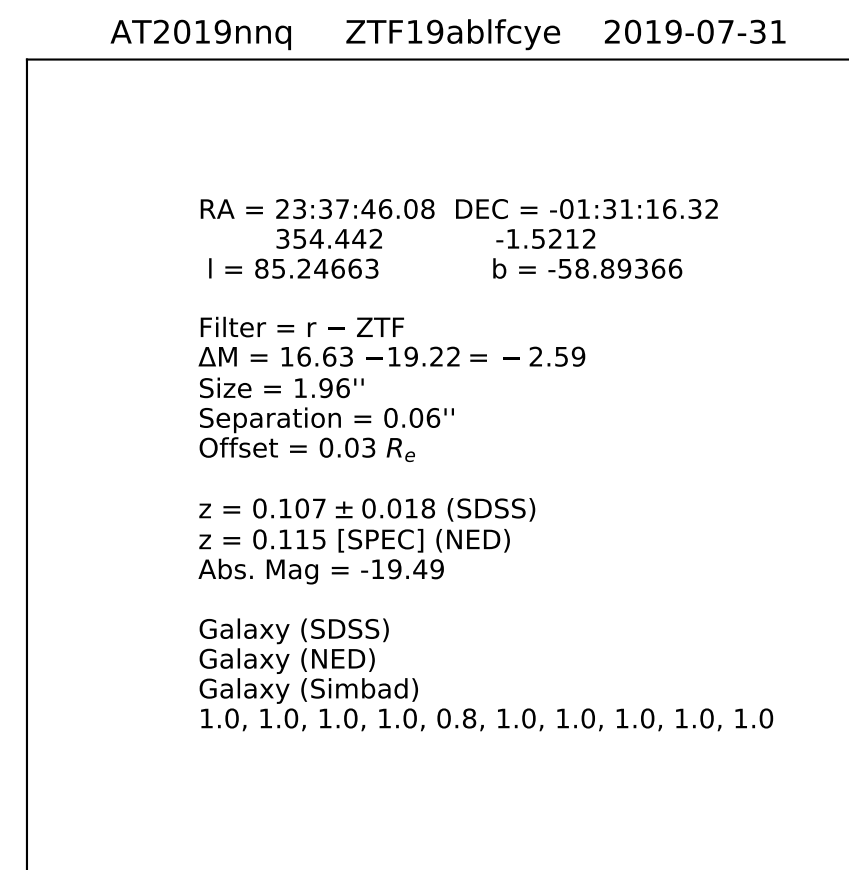 AT2019nnq ZTF19ablfcye 2019-07-31
RA = 23:37:46.08 DEC = -01:31:16.32
354.442 -1.5212
l = 85.24663 b = -58.89366
Filter = r − ZTF
ΔM = 16.63 −19.22 = − 2.59
Size = 1.96''
Separation = 0.06''
Offset = 0.03 Rₑ
z = 0.107 ± 0.018 (SDSS)
z = 0.115 [SPEC] (NED)
Abs. Mag = -19.49
Galaxy (SDSS)
Galaxy (NED)
Galaxy (Simbad)
1.0, 1.0, 1.0, 1.0, 0.8, 1.0, 1.0, 1.0, 1.0, 1.0